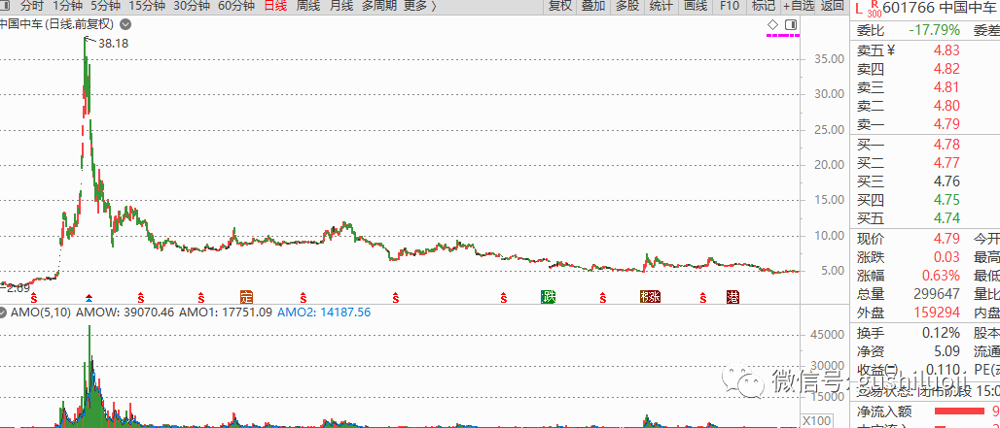 分时 1分钟 5分钟 15分钟 30分钟 60分钟 日线 周线 月线 多周期 更多 〉 复权 叠加 多股 统计 画线 F10 标记 +自选 返回
中国中车(日线.前复权)
38.18
35.00
30.00
25.00
20.00
15.00
10.00
5.00
2.69
S S S S 定 S S S 跌 S S 涨 S 港
AMO(5,10) AMOW: 39070.46 AMO1: 17751.09 AMO2: 14187.56
45000
30000
15000
X100
L R 300 601766 中国中车
委比 -17.79% 委差
卖五 ¥ 4.83
卖四 4.82
卖三 4.81
卖二 4.80
卖一 4.79
买一 4.78
买二 4.77
买三 4.76
买四 4.75
买五 4.74
现价 4.79 今开
涨跌 0.03 最高
涨幅 0.63% 最低
总量 299647 量比
外盘 159294 内盘
换手 0.12% 股本
净资 5.09 流通
收益㈡ 0.110 PE(动
交易状态: 闭市阶段 15:0
净流入额 9
微信号: gushiluoji